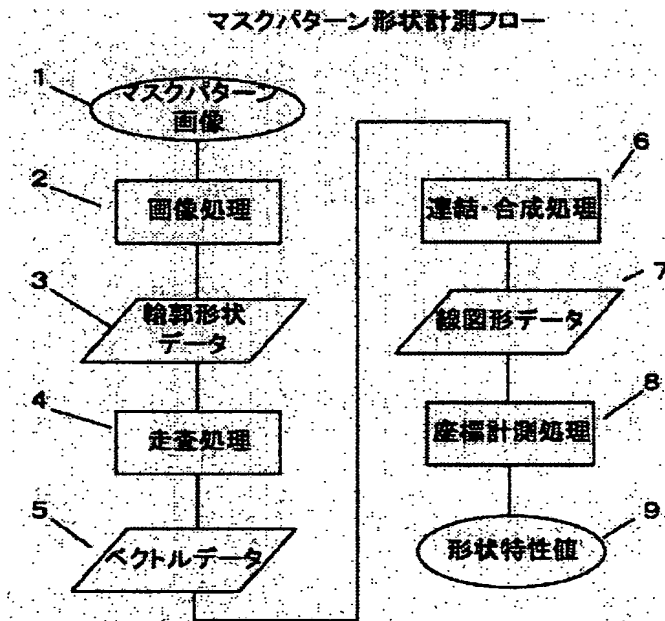 マスクパターン形状計測フロー
1
マスクパターン
画像
2
画像処理
3
輪郭形状
データ
4
走査処理
5
ベクトルデータ
6
連結・合成処理
7
線図形データ
8
座標計測処理
9
形状特性値